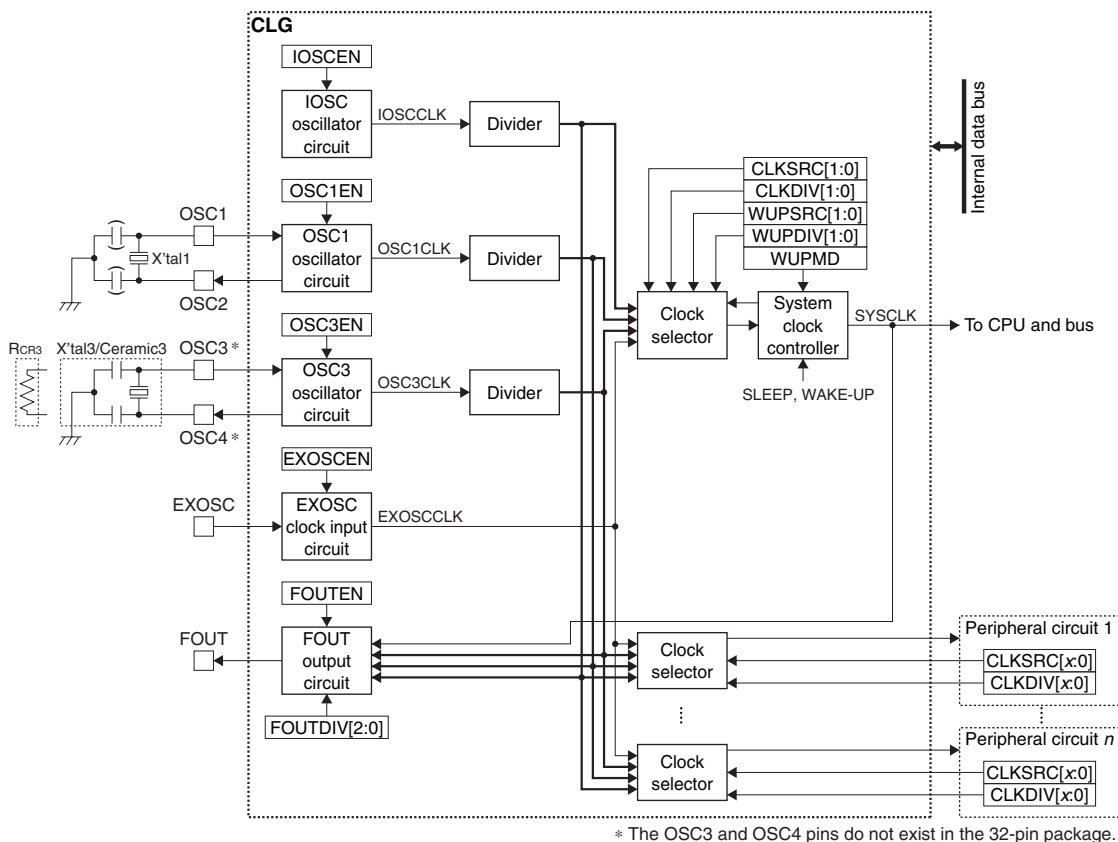 CLG
IOSCEN
IOSC
oscillator
circuit
IOSCCLK
Divider
Internal data bus
CLKSRC[1:0]
CLKDIV[1:0]
WUPSRC[1:0]
WUPDIV[1:0]
WUPMD
OSC1EN
OSC1
OSC1
oscillator
circuit
OSC1CLK
Divider
X'tal1
OSC2
Clock
selector
System
clock
controller
SYSCLK
To CPU and bus
SLEEP, WAKE-UP
OSC3EN
RCR3
X'tal3/Ceramic3
OSC3 *
OSC3
oscillator
circuit
OSC3CLK
Divider
OSC4 *
EXOSCEN
EXOSC
EXOSC
clock input
circuit
EXOSCCLK
FOUTEN
FOUT
FOUT
output
circuit
FOUTDIV[2:0]
Clock
selector
Peripheral circuit 1
CLKSRC[x:0]
CLKDIV[x:0]
Clock
selector
Peripheral circuit n
CLKSRC[x:0]
CLKDIV[x:0]
* The OSC3 and OSC4 pins do not exist in the 32-pin package.